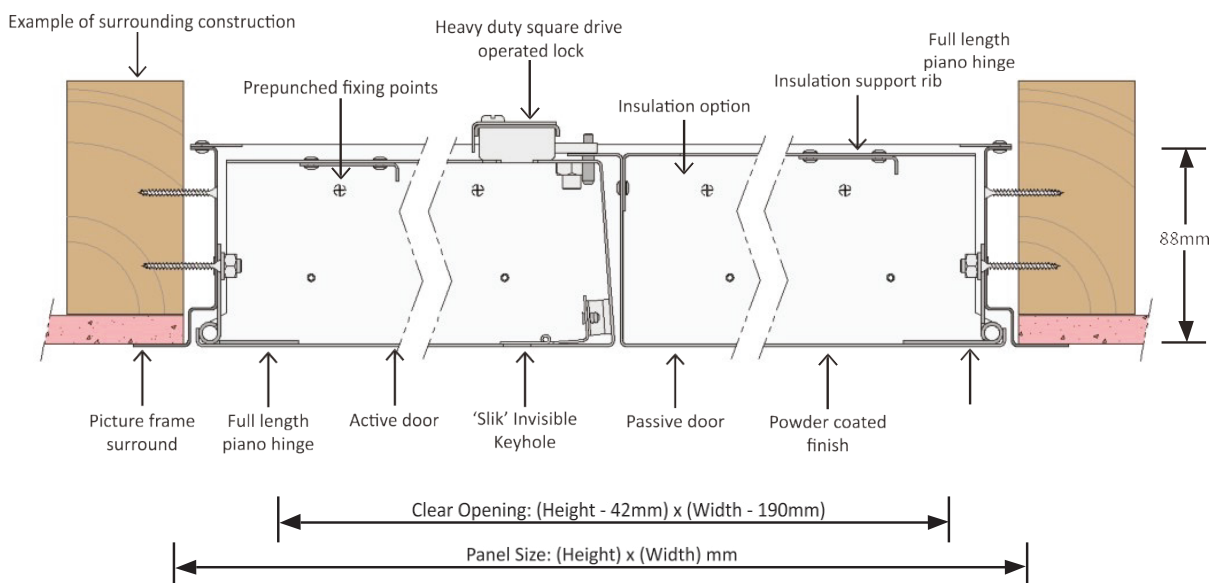 Example of surrounding construction
Heavy duty square drive
operated lock
Full length
piano hinge
Prepunched fixing points
Insulation option
Insulation support rib
88mm
Picture frame
surround
Full length
piano hinge
Active door
‘Slik’ Invisible
Keyhole
Passive door
Powder coated
finish
Clear Opening: (Height - 42mm) x (Width - 190mm)
Panel Size: (Height) x (Width) mm